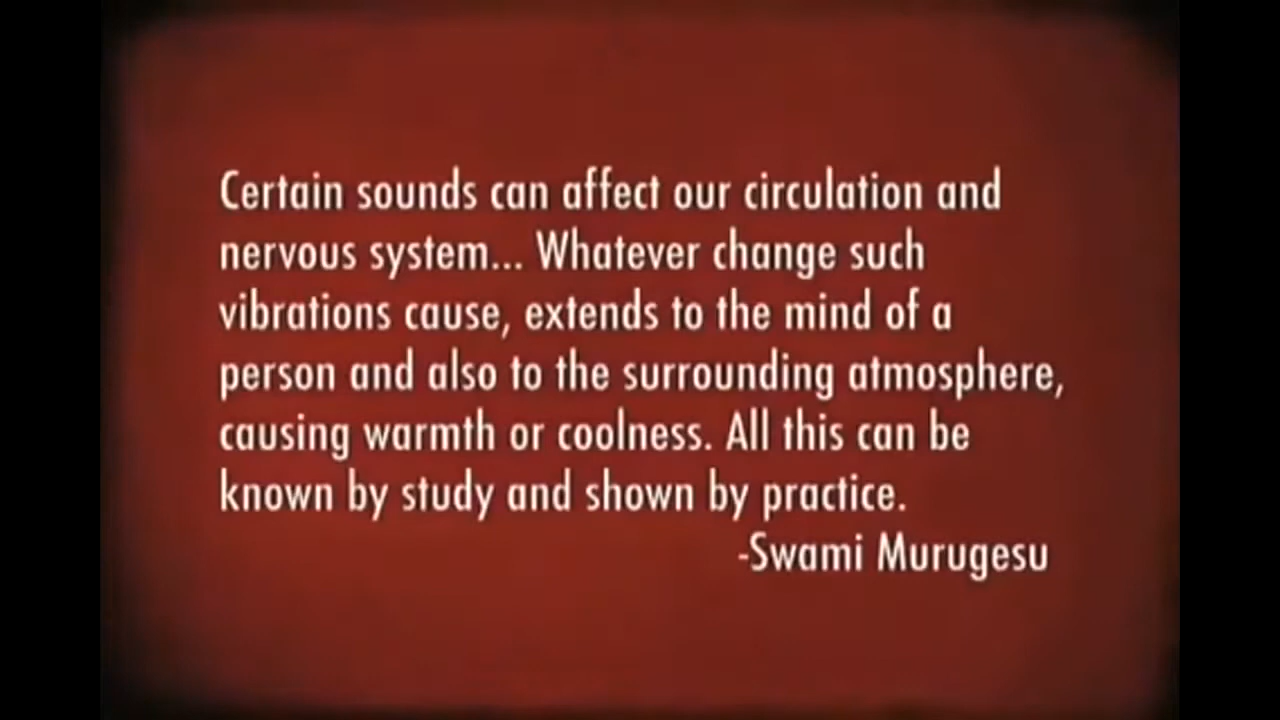 Certain sounds can affect our circulation and
nervous system... Whatever change such
vibrations cause, extends to the mind of a
person and also to the surrounding atmosphere,
causing warmth or coolness. All this can be
known by study and shown by practice.
-Swami Murugesu